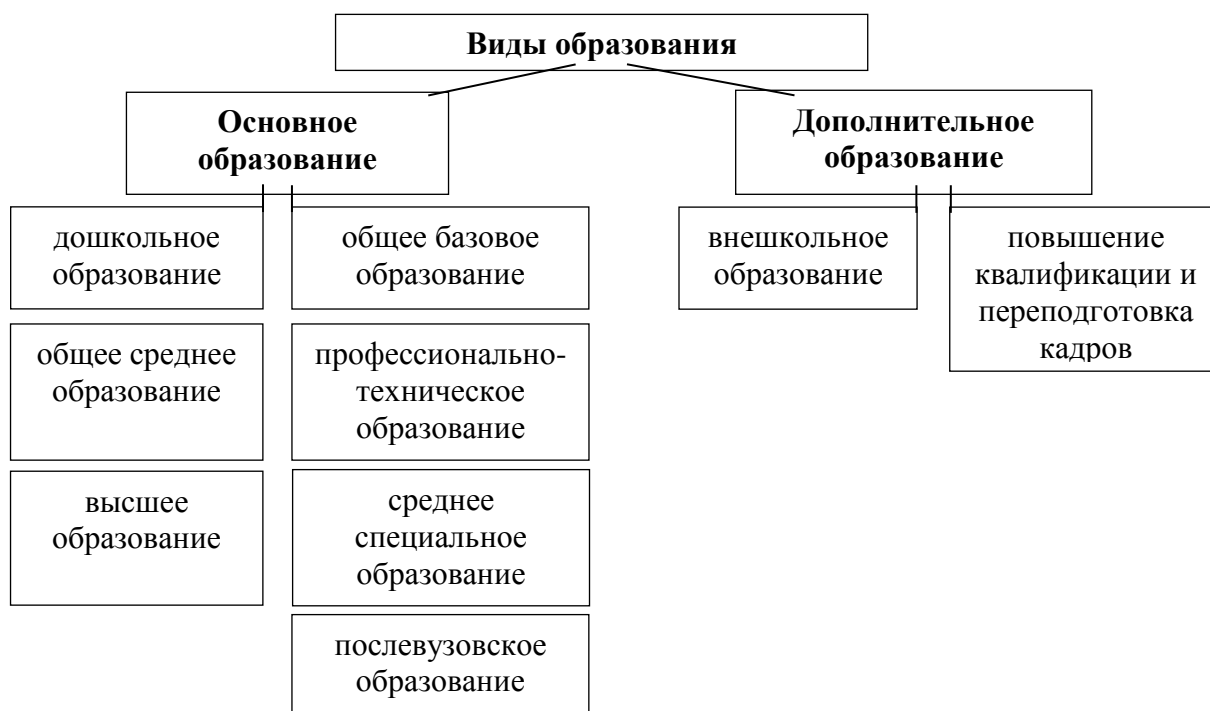 Виды образования
Основное
образование
Дополнительное
образование
дошкольное
образование
общее базовое
образование
внешкольное
образование
повышение
квалификации и
переподготовка
кадров
общее среднее
образование
профессионально-
техническое
образование
высшее
образование
среднее
специальное
образование
послевузовское
образование